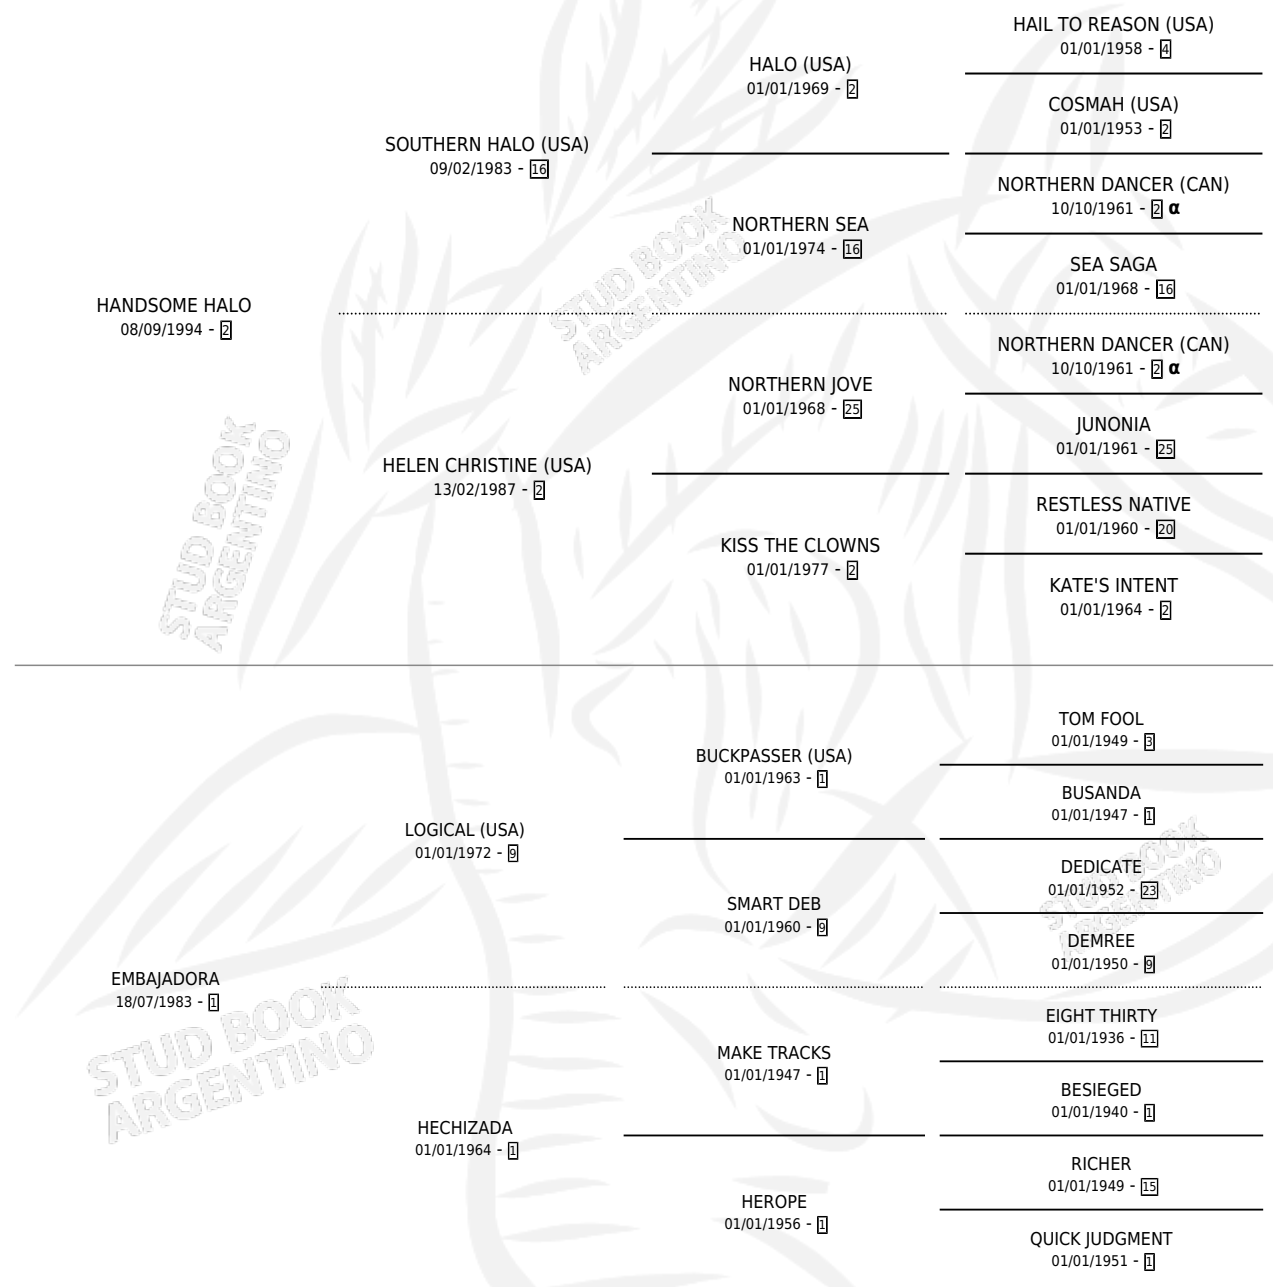 HAIL TO REASON (USA)
01/01/1958 - 4
HALO (USA)
01/01/1969 - 2
COSMAH (USA)
01/01/1953 - 2
SOUTHERN HALO (USA)
09/02/1983 - 16
NORTHERN DANCER (CAN)
10/10/1961 - 2 α
NORTHERN SEA
01/01/1974 - 16
SEA SAGA
01/01/1968 - 16
HANDSOME HALO
08/09/1994 - 2
NORTHERN DANCER (CAN)
10/10/1961 - 2 α
NORTHERN JOVE
01/01/1968 - 25
JUNONIA
01/01/1961 - 25
HELEN CHRISTINE (USA)
13/02/1987 - 2
RESTLESS NATIVE
01/01/1960 - 20
KISS THE CLOWNS
01/01/1977 - 2
KATE'S INTENT
01/01/1964 - 2
TOM FOOL
01/01/1949 - 3
BUCKPASSER (USA)
01/01/1963 - 1
BUSANDA
01/01/1947 - 1
LOGICAL (USA)
01/01/1972 - 9
DEDICATE
01/01/1952 - 23
SMART DEB
01/01/1960 - 9
DEMREE
01/01/1950 - 9
EMBAJADORA
18/07/1983 - 1
EIGHT THIRTY
01/01/1936 - 11
MAKE TRACKS
01/01/1947 - 1
BESIEGED
01/01/1940 - 1
HECHIZADA
01/01/1964 - 1
RICHER
01/01/1949 - 15
HEROPE
01/01/1956 - 1
QUICK JUDGMENT
01/01/1951 - 1
STUD BOOK
ARGENTINO
STUD BOOK
ARGENTINO
STUD BOOK
ARGENTINO
STUD BOOK
ARGENTINO